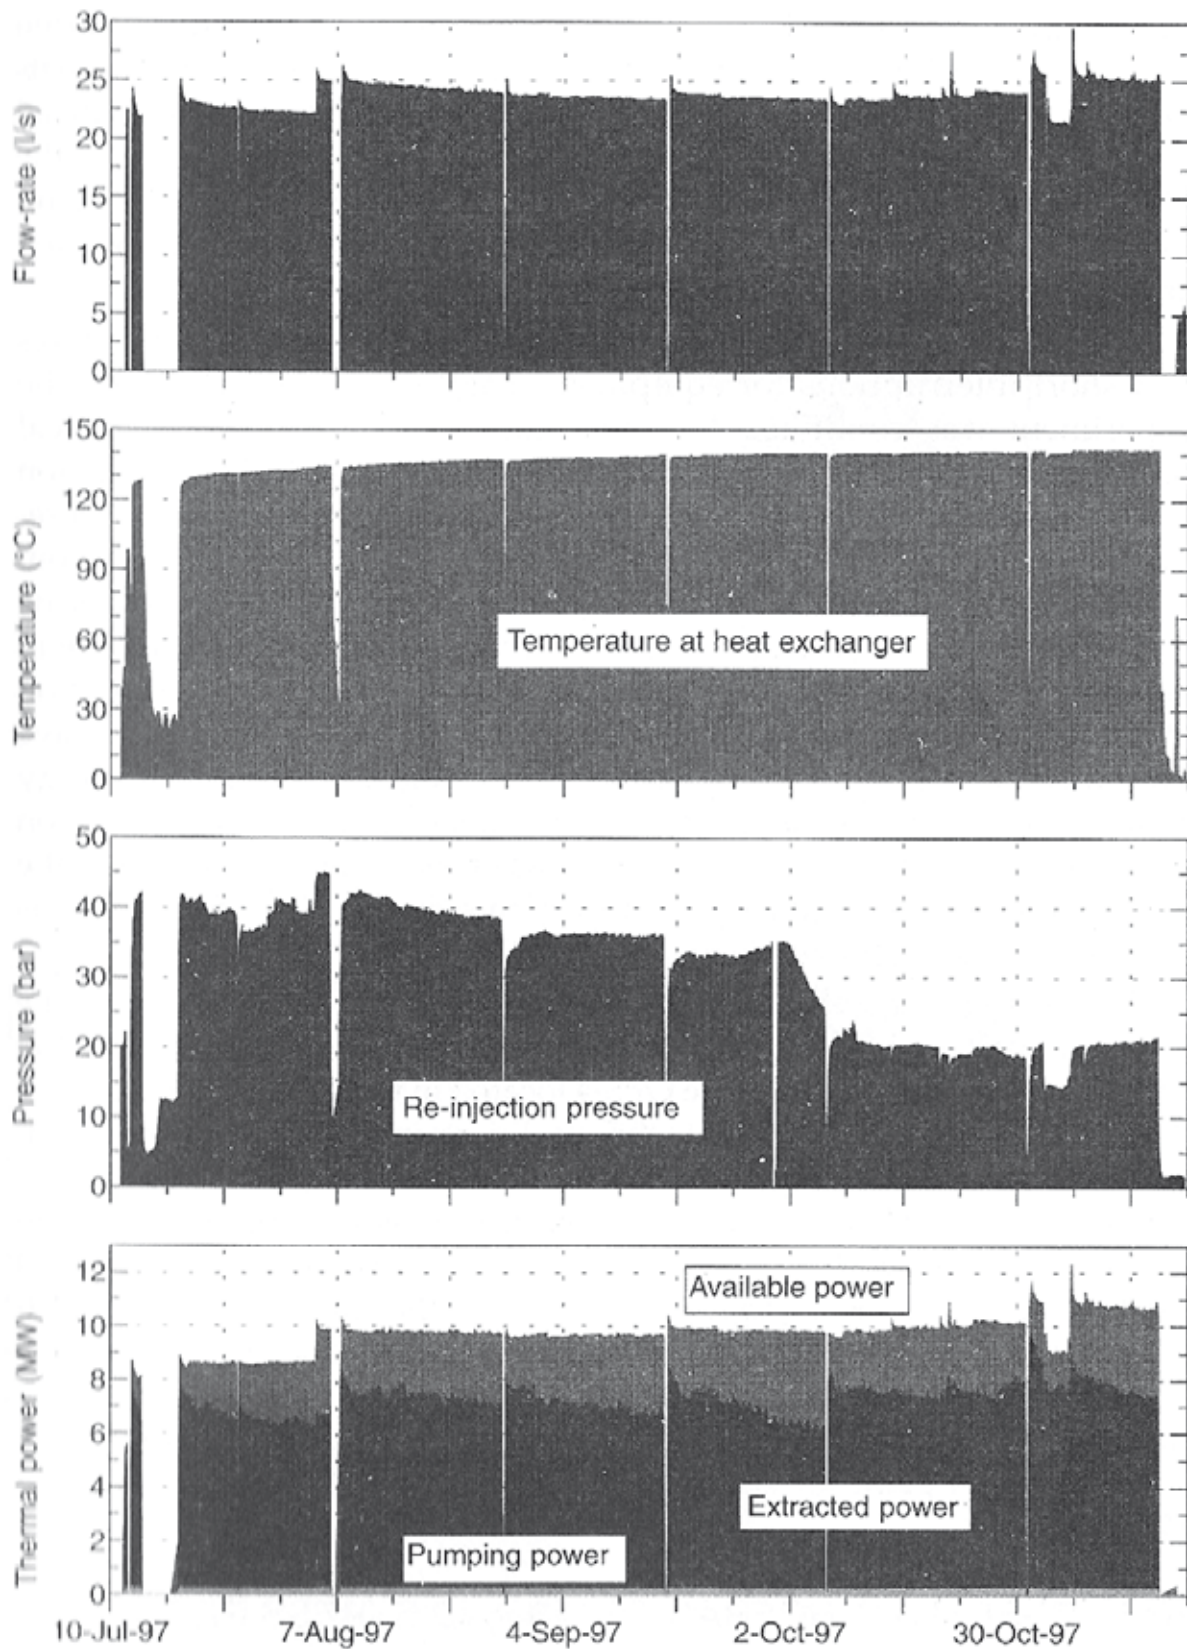 Flow-rate (l/s)
30
25
20
15
10
5
0
Temperature (°C)
150
120
90
60
30
0
Temperature at heat exchanger
Pressure (bar)
50
40
30
20
10
0
Re-injection pressure
Thermal power (MW)
12
10
8
6
4
2
0
Available power
Extracted power
Pumping power
10-Jul-97 7-Aug-97 4-Sep-97 2-Oct-97 30-Oct-97